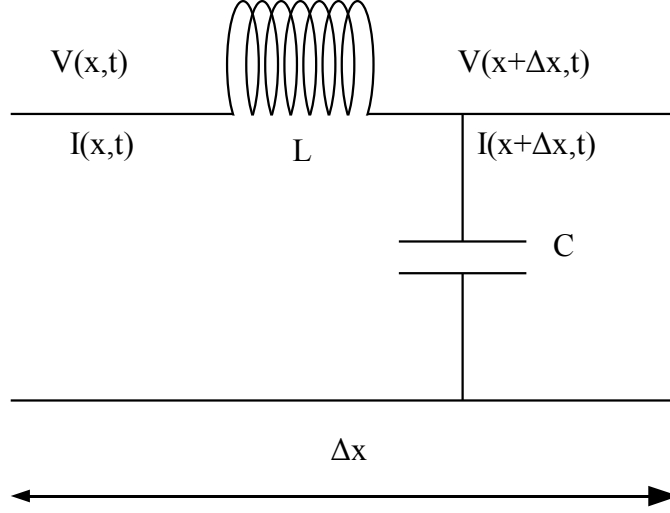 V(x,t)
V(x+Δx,t)
I(x,t)
L
I(x+Δx,t)
C
Δx